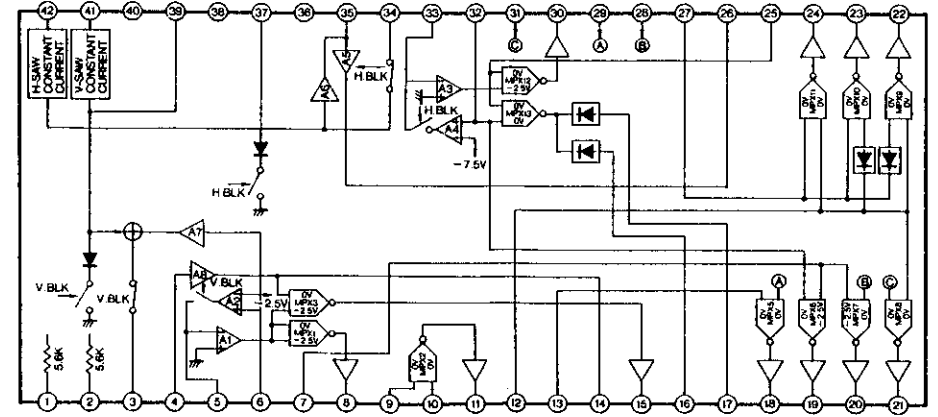 42 41 40 39 38 37 36 35 34 33 32 31 30 29 28 27 26 25 24 23 22
H-SAW CONSTANT CURRENT
V-SAW CONSTANT CURRENT
A5
H.BLK
A6
A3
H.BLK
A4
-7.5V
C
A
B
0V MPX12 -2.5V
0V MPX13 0V
0V MPX11 0V
0V MPX10 0V
0V MPX9 0V
H.BLK
A7
V.BLK
V.BLK
5.6K
5.6K
A8
V.BLK
A2
-2.5V
0V MPX3 -2.5V
A1
0V MPX1 -2.5V
0V MPX2 0V
A
B
C
0V MPX5 0V
0V MPX6 -2.5V
-2.5V MPX7 0V
0V MPX8 0V
1 2 3 4 5 6 7 8 9 10 11 12 13 14 15 16 17 18 19 20 21